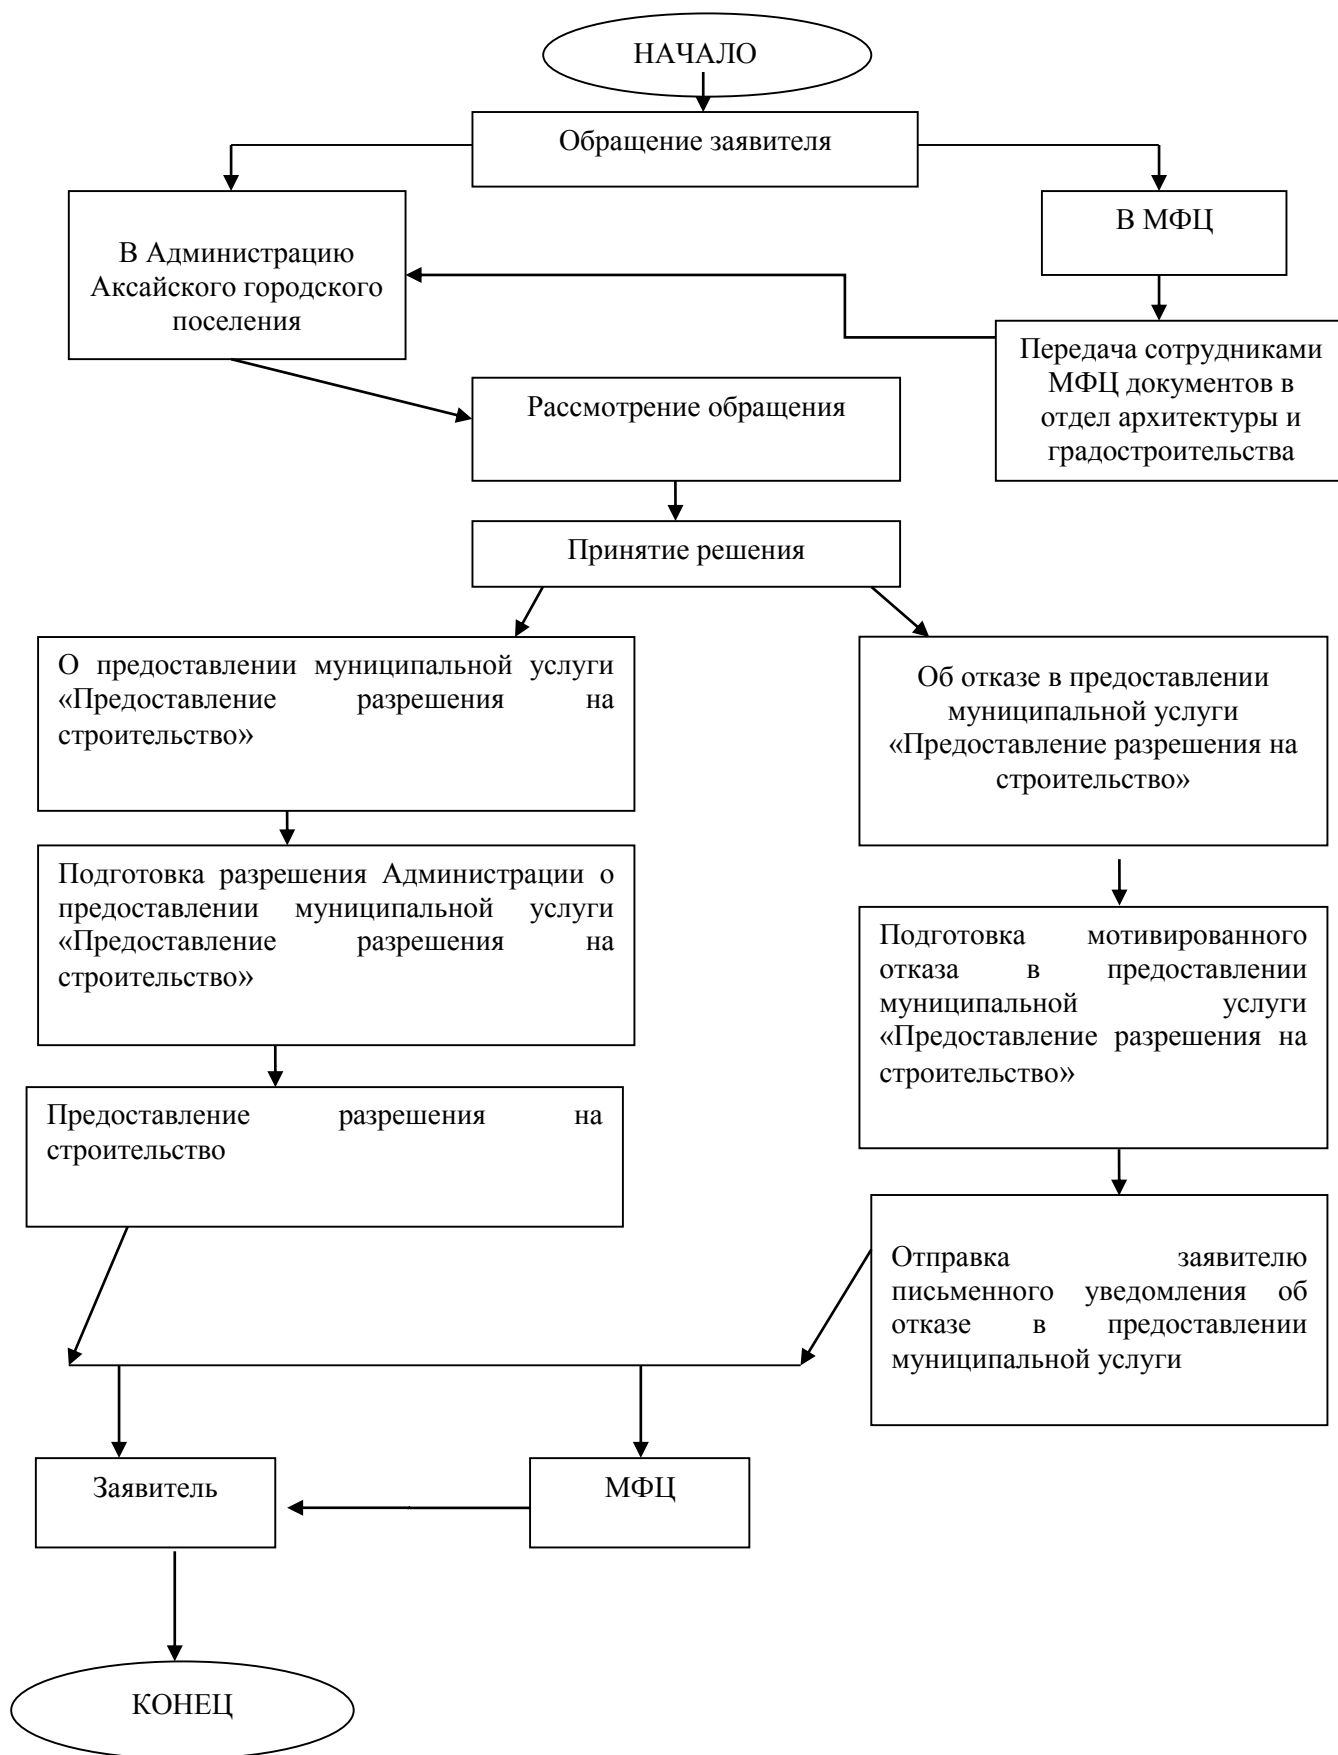 НАЧАЛО
Обращение заявителя
В Администрацию
Аксайского городского
поселения
В МФЦ
Передача сотрудниками
МФЦ документов в
отдел архитектуры и
градостроительства
Рассмотрение обращения
Принятие решения
О предоставлении муниципальной услуги
«Предоставление разрешения на
строительство»
Об отказе в предоставлении
муниципальной услуги
«Предоставление разрешения на
строительство»
Подготовка разрешения Администрации о
предоставлении муниципальной услуги
«Предоставление разрешения на
строительство»
Подготовка мотивированного
отказа в предоставлении
муниципальной услуги
«Предоставление разрешения на
строительство»
Предоставление разрешения на
строительство
Отправка заявителю
письменного уведомления об
отказе в предоставлении
муниципальной услуги
Заявитель
МФЦ
КОНЕЦ